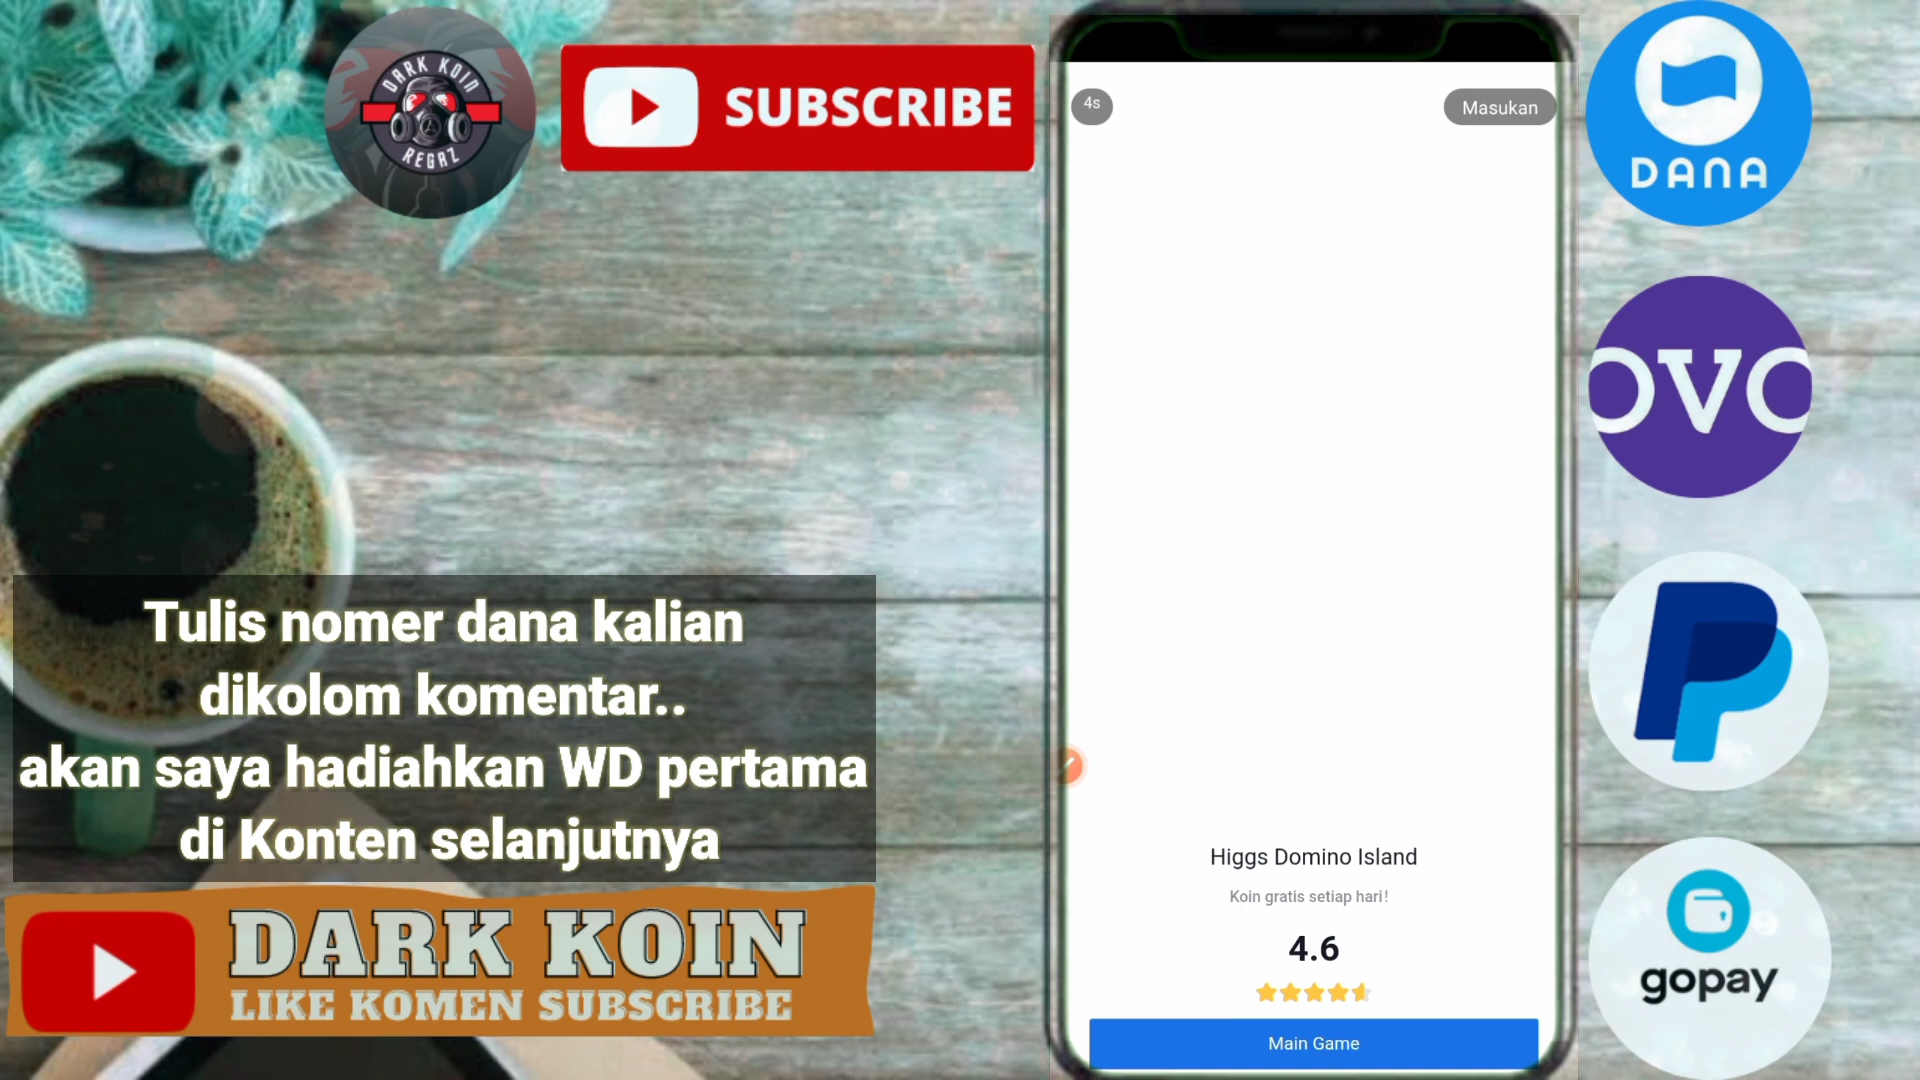 DARK KOIN
REGRZ
SUBSCRIBE
4s
Masukan
DANA
OVO
Tulis nomer dana kalian
dikolom komentar..
akan saya hadiahkan WD pertama
di Konten selanjutnya
DARK KOIN
LIKE KOMEN SUBSCRIBE
Higgs Domino Island
Koin gratis setiap hari!
4.6
Main Game
gopay